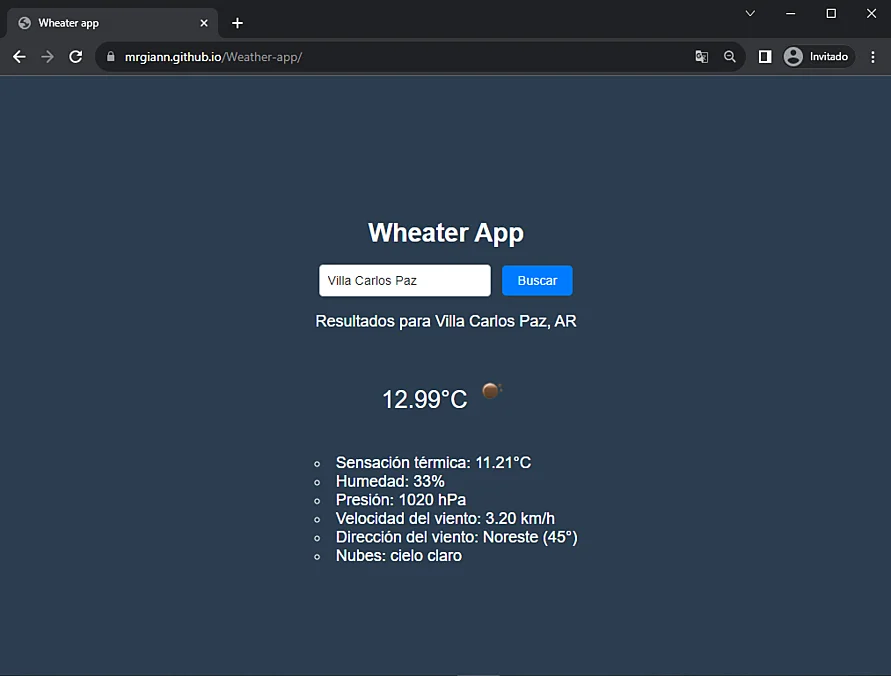 Wheater app
mrgiann.github.io/Weather-app/
Invitado
Wheater App
Villa Carlos Paz
Buscar
Resultados para Villa Carlos Paz, AR
12.99°C
Sensación térmica: 11.21°C
Humedad: 33%
Presión: 1020 hPa
Velocidad del viento: 3.20 km/h
Dirección del viento: Noreste (45°)
Nubes: cielo claro